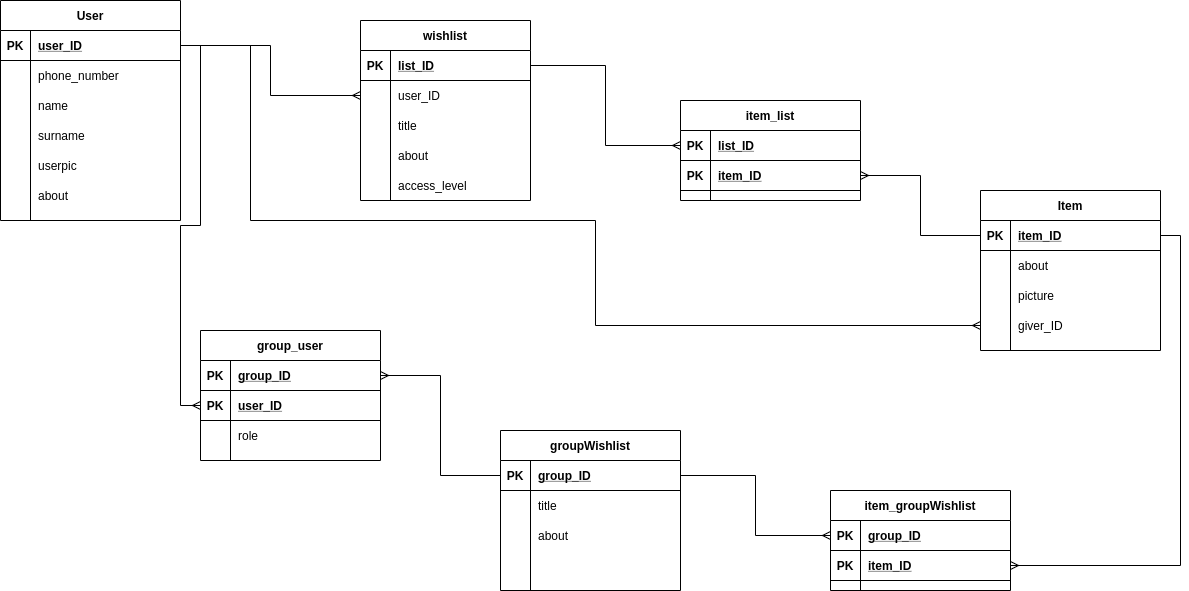 User
PK user_ID
phone_number
name
surname
userpic
about
wishlist
PK list_ID
user_ID
title
about
access_level
item_list
PK list_ID
PK item_ID
Item
PK item_ID
about
picture
giver_ID
group_user
PK group_ID
PK user_ID
role
groupWishlist
PK group_ID
title
about
item_groupWishlist
PK group_ID
PK item_ID